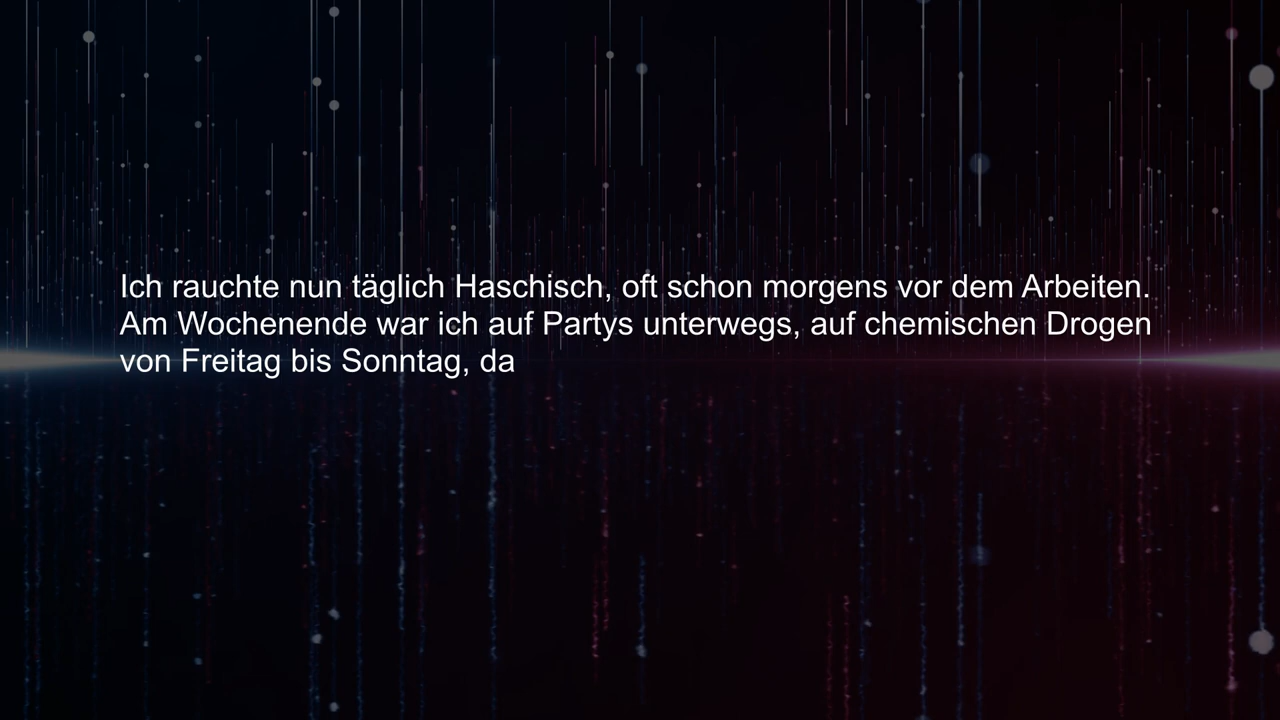 Ich rauchte nun täglich Haschisch, oft schon morgens vor dem Arbeiten.
Am Wochenende war ich auf Partys unterwegs, auf chemischen Drogen
von Freitag bis Sonntag, da